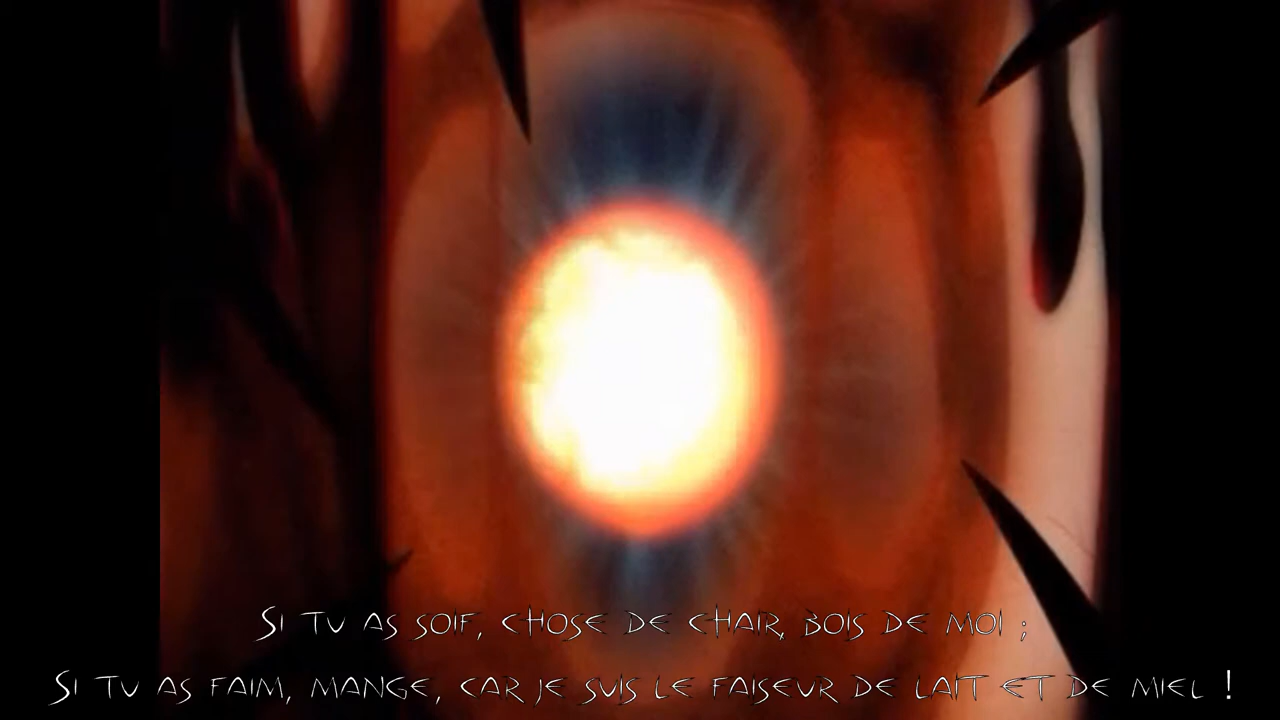 Si tu as soif, chose de chair, bois de moi ;
Si tu as faim, mange, car je suis le faiseur de lait et de miel !